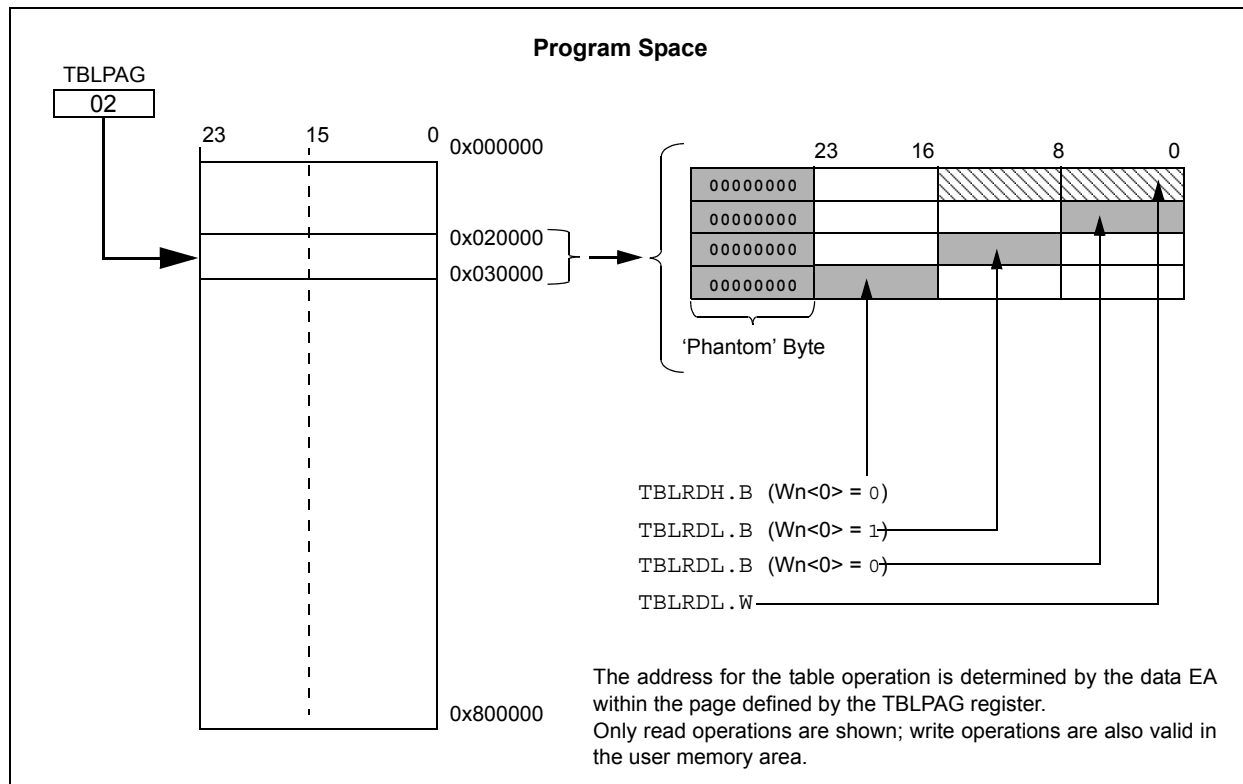 Program Space
TBLPAG
02
23 15 0
0x000000
0x020000
0x030000
0x800000
23 16 8 0
00000000
00000000
00000000
00000000
‘Phantom’ Byte
TBLRDH.B (Wn<0> = 0)
TBLRDL.B (Wn<0> = 1)
TBLRDL.B (Wn<0> = 0)
TBLRDL.W
The address for the table operation is determined by the data EA
within the page defined by the TBLPAG register.
Only read operations are shown; write operations are also valid in
the user memory area.